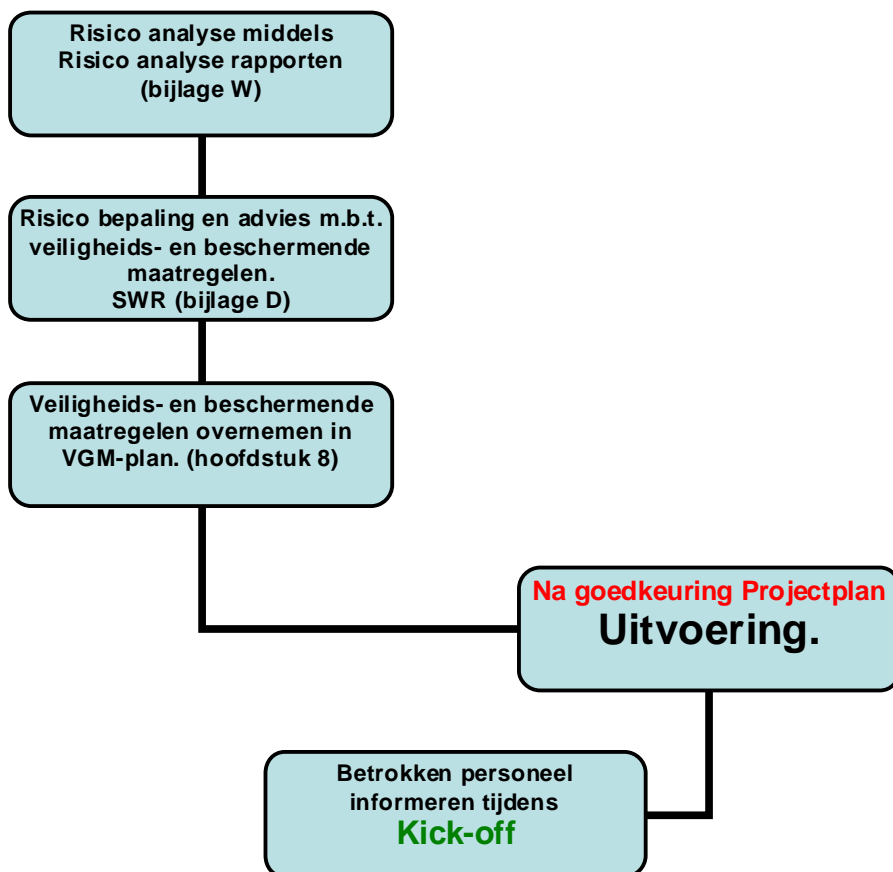 Risico analyse middels
Risico analyse rapporten
(bijlage W)
Risico bepaling en advies m.b.t.
veiligheids- en beschermende
maatregelen.
SWR (bijlage D)
Veiligheids- en beschermende
maatregelen overnemen in
VGM-plan. (hoofdstuk 8)
Na goedkeuring Projectplan
Uitvoering.
Betrokken personeel
informeren tijdens
Kick-off